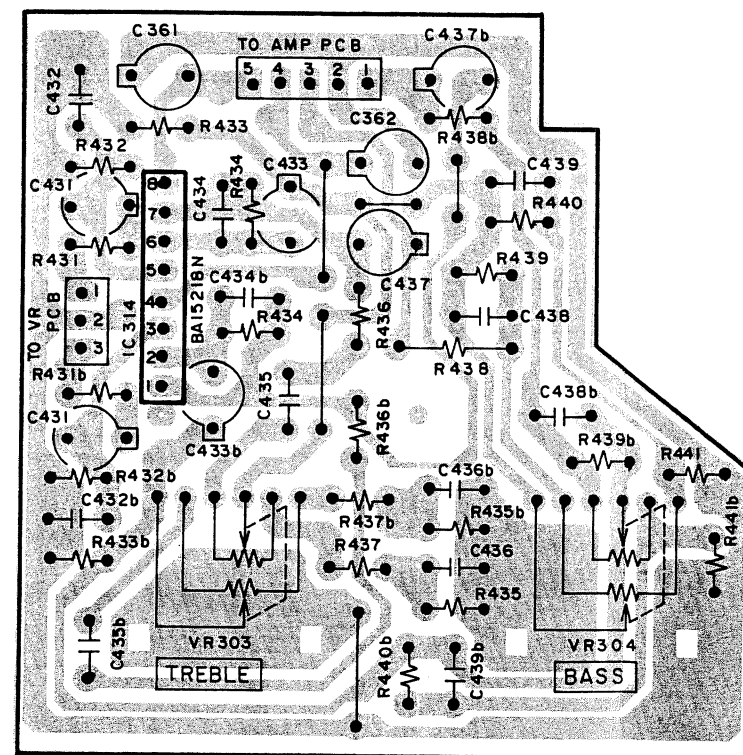 C361
TO AMP PCB
C437b
5 4 3 2 1
C432
R433
C362
R438b
R432
C431
R434
C433
C434
C439
R440
8
7
6
5
4
3
2
1
R431
C437
R439
C434b
TO VR PCB
1
2
3
IC314
BA15218N
R434
R436
C438
R438
R431b
C435
C431
C433b
R436b
C438b
R439b
R441
R432b
C436b
C432b
R437b
R435b
R441b
R433b
R437
C436
R435
C435b
VR303
VR304
TREBLE
R440b
C439b
BASS